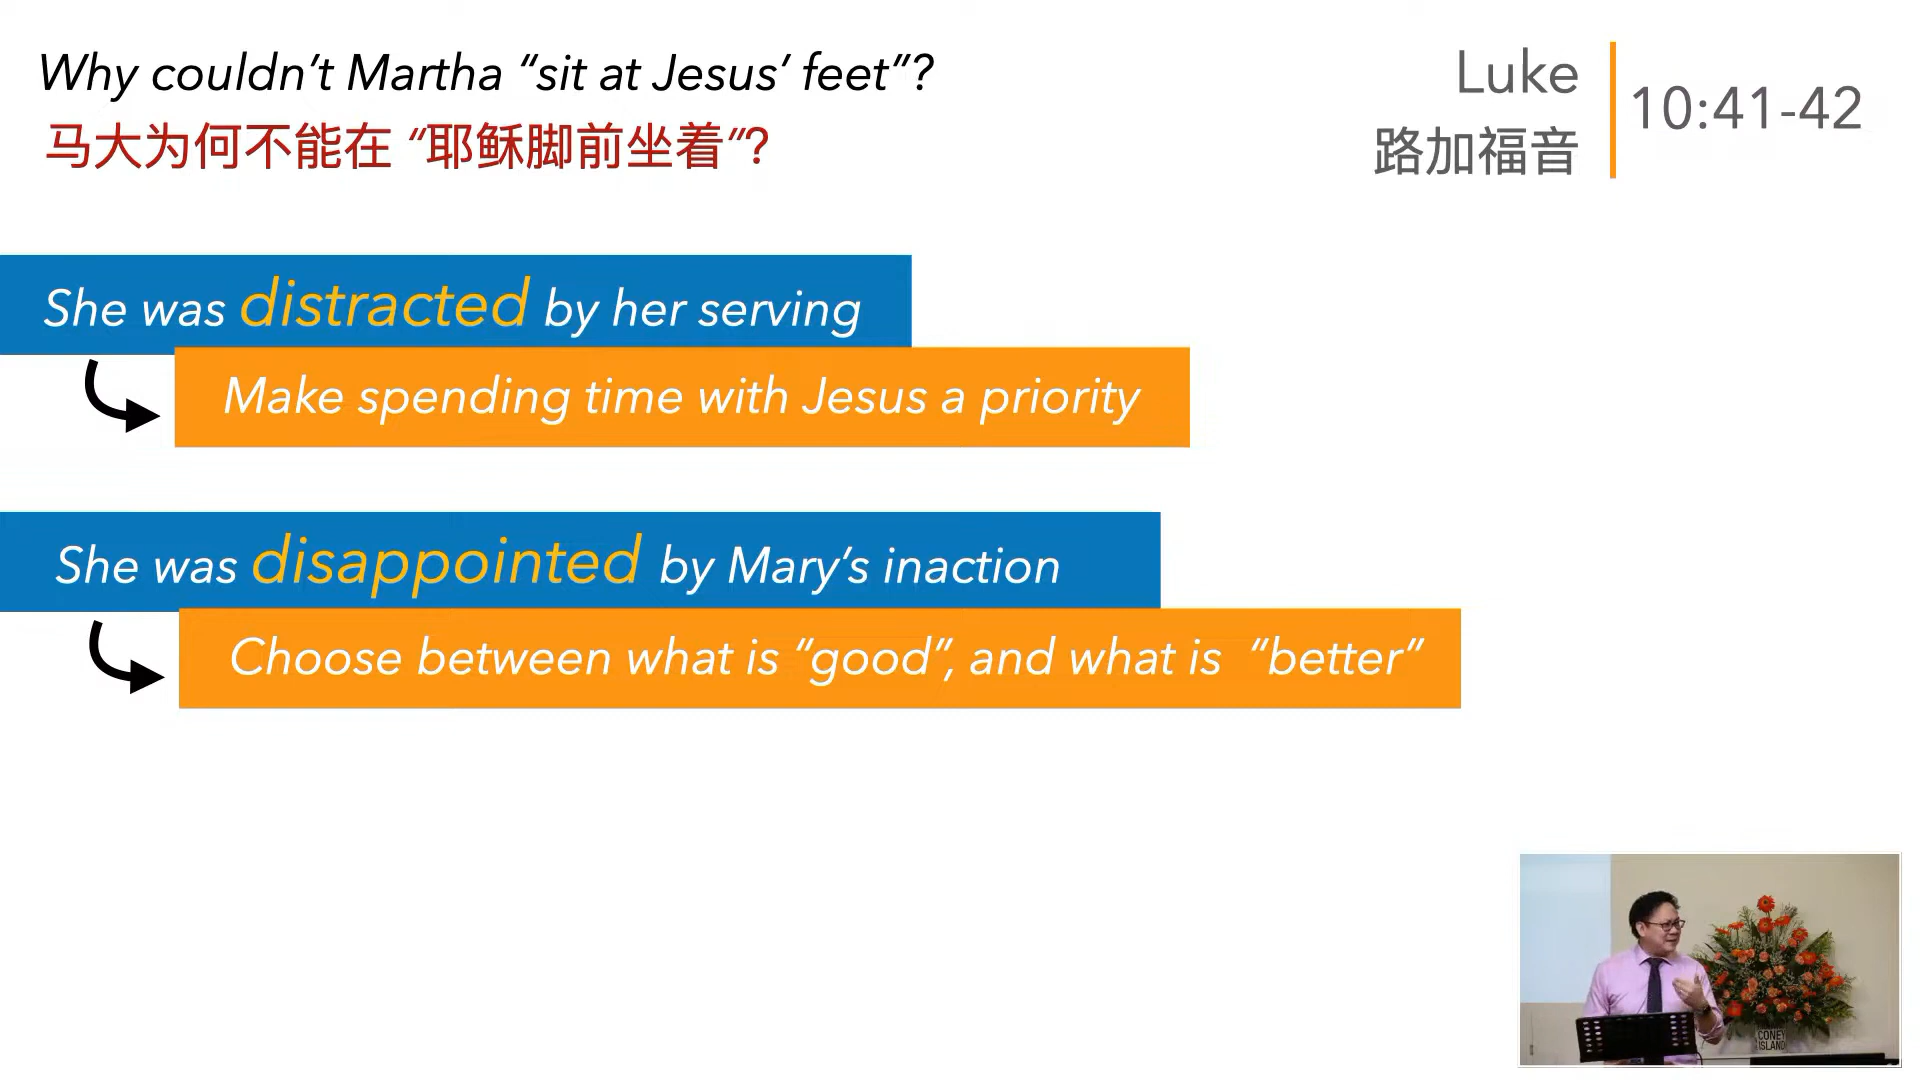 Why couldn’t Martha “sit at Jesus’ feet”?
马大为何不能在 “耶稣脚前坐着”?
Luke
路加福音
10:41-42
She was distracted by her serving
Make spending time with Jesus a priority
She was disappointed by Mary’s inaction
Choose between what is “good”, and what is “better”
CONEY
ISLAND